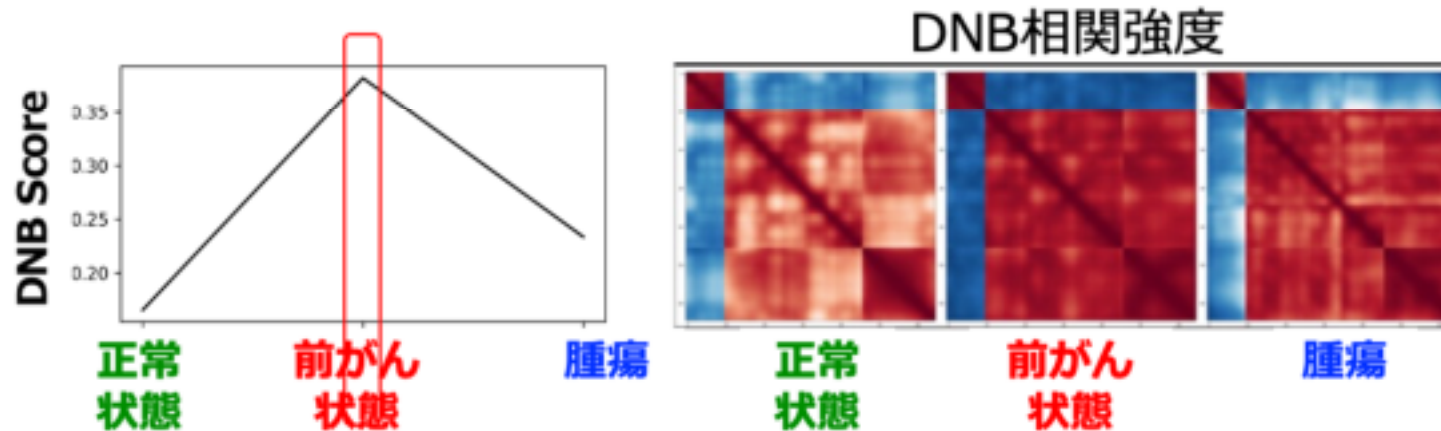 DNB Score
0.35
0.30
0.25
0.20
正常
状態
前がん
状態
腫瘍
DNB相関強度
正常
状態
前がん
状態
腫瘍